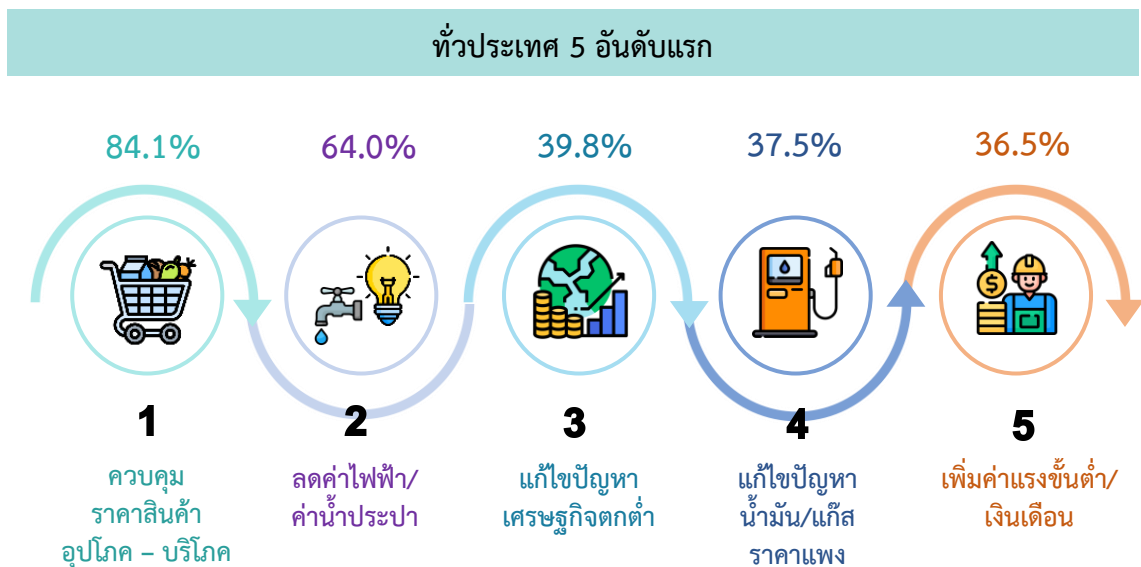 ทั่วประเทศ 5 อันดับแรก
84.1%
64.0%
39.8%
37.5%
36.5%
1
2
3
4
5
ควบคุม
ราคาสินค้า
อุปโภค – บริโภค
ลดค่าไฟฟ้า/
ค่าน้ำประปา
แก้ไขปัญหา
เศรษฐกิจตกต่ำ
แก้ไขปัญหา
น้ำมัน/แก๊ส
ราคาแพง
เพิ่มค่าแรงขั้นต่ำ/
เงินเดือน